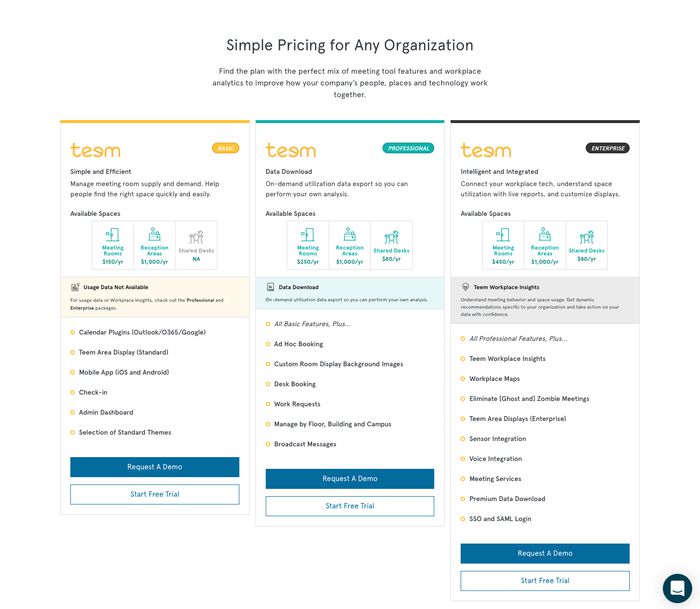 Simple Pricing for Any Organization
Find the plan with the perfect mix of meeting tool features and workplace
analytics to improve how your company's people, places and technology work
together.
teem
BASIC
Simple and Efficient
Manage meeting room supply and demand. Help
people find the right space quickly and easily.
Available Spaces
Meeting
Rooms
$150/yr
Reception
Areas
$1,000/yr
Shared Desks
NA
Usage Data Not Available
For usage data or Workplace Insights, check out the Professional and
Enterprise packages.
Calendar Plugins (Outlook/O365/Google)
Teem Area Display (Standard)
Mobile App (iOS and Android)
Check-in
Admin Dashboard
Selection of Standard Themes
Request A Demo
Start Free Trial
teem
PROFESSIONAL
Data Download
On-demand utilization data export so you can
perform your own analysis.
Available Spaces
Meeting
Rooms
$250/yr
Reception
Areas
$1,000/yr
Shared Desks
$80/yr
Data Download
On-demand utilization data export so you can perform your own analysis.
All Basic Features, Plus...
Ad Hoc Booking
Custom Room Display Background Images
Desk Booking
Work Requests
Manage by Floor, Building and Campus
Broadcast Messages
Request A Demo
Start Free Trial
teem
ENTERPRISE
Intelligent and Integrated
Connect your workplace tech, understand space
utilization with live reports, and customize displays.
Available Spaces
Meeting
Rooms
$450/yr
Reception
Areas
$1,000/yr
Shared Desks
$80/yr
Teem Workplace Insights
Understand meeting behavior and space usage. Get dynamic
recommendations specific to your organization and take action on your
data with confidence.
All Professional Features, Plus...
Teem Workplace Insights
Workplace Maps
Eliminate [Ghost and] Zombie Meetings
Teem Area Displays (Enterprise)
Sensor Integration
Voice Integration
Meeting Services
Premium Data Download
SSO and SAML Login
Request A Demo
Start Free Trial